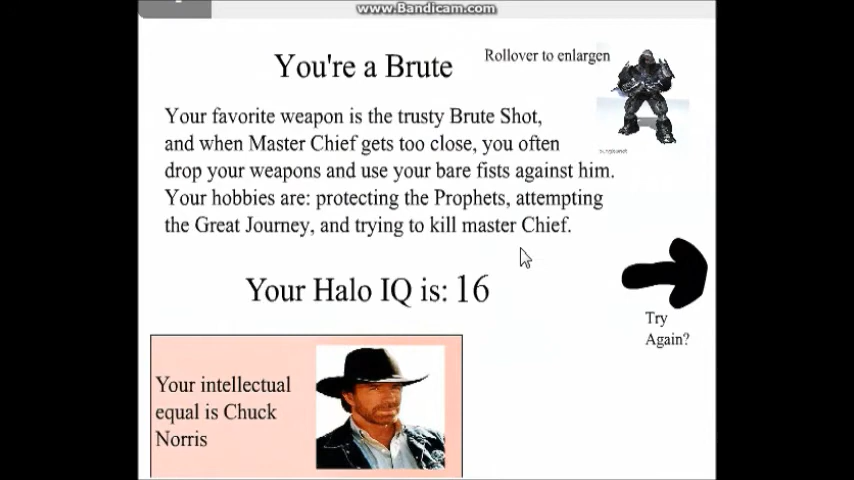 www.Bandicam.com
You're a Brute
Rollover to enlargen
Your favorite weapon is the trusty Brute Shot,
and when Master Chief gets too close, you often
drop your weapons and use your bare fists against him.
Your hobbies are: protecting the Prophets, attempting
the Great Journey, and trying to kill master Chief.
Your Halo IQ is: 16
Try
Again?
Your intellectual
equal is Chuck
Norris